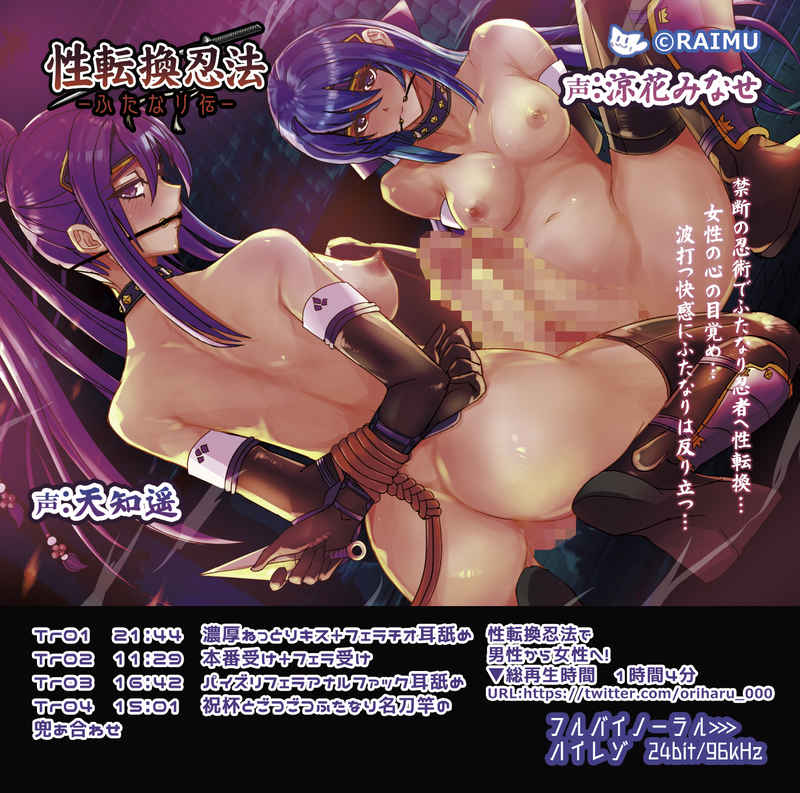 性転換忍法
-ふたなり伝-
©RAIMU
声:涼花みなせ
禁断の忍術でふたなり忍者へ性転換…
女性の心の目覚め…
波打つ快感にふたなりは反り立つ…
声:天知遥
Tr01 21:44 濃厚ねっとりキス+フェラチオ耳舐め
Tr02 11:29 本番受け+フェラ受け
Tr03 16:42 パイズリフェラアナルファック耳舐め
Tr04 15:01 祝杯とごつごつふたなり名刀竿の
兜あ合わせ
性転換忍法で
男性から女性へ!
▼総再生時間 1時間4分
URL:https://twitter.com/oriharu_000
フルバイノーラル>>>
ハイレゾ 24bit/96kHz